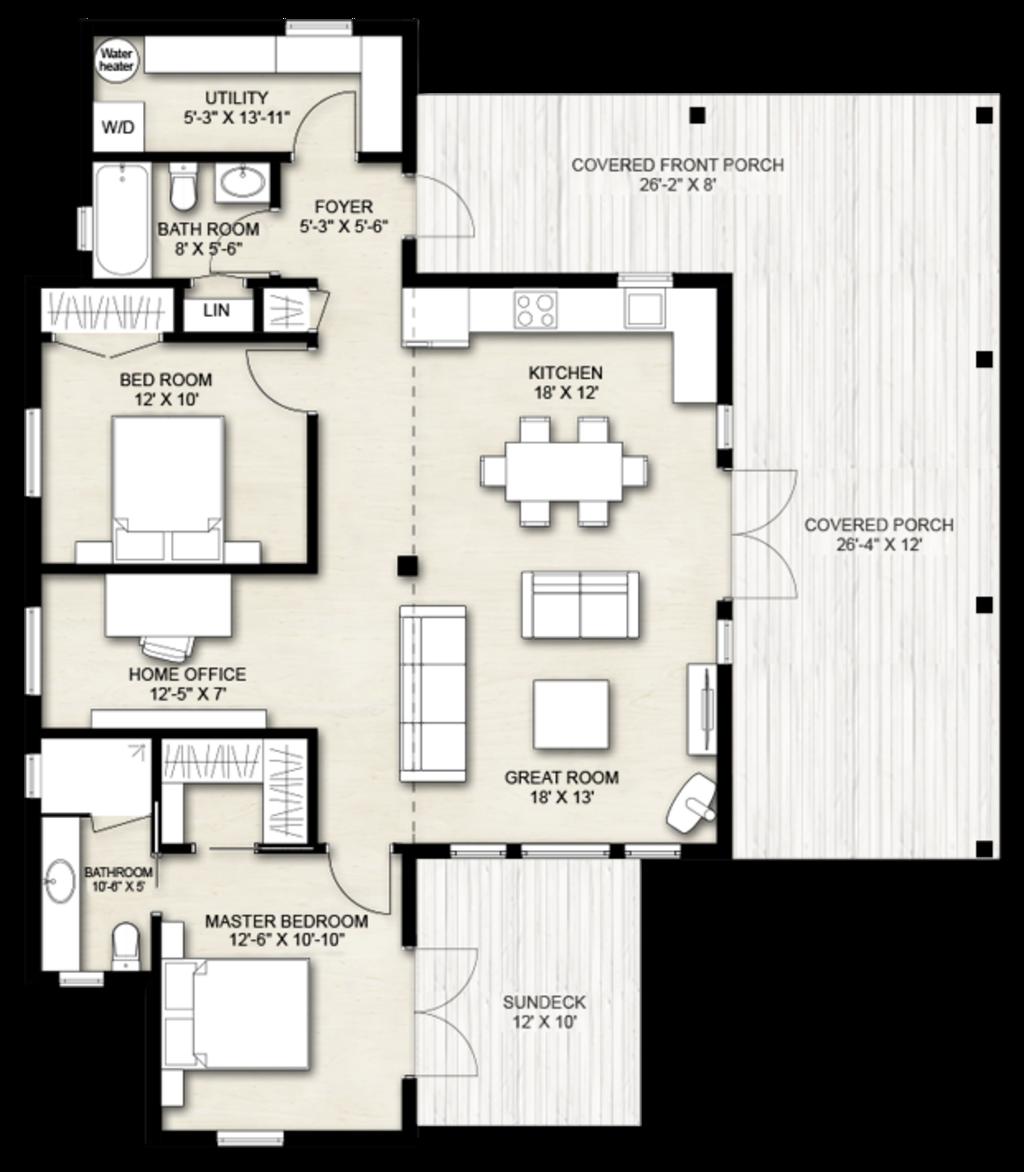 Water
heater
UTILITY
5'-3" X 13'-11"
W/D
COVERED FRONT PORCH
26'-2" X 8'
FOYER
5'-3" X 5'-6"
BATH ROOM
8' X 5'-6"
LIN
KITCHEN
18' X 12'
BED ROOM
12' X 10'
COVERED PORCH
26'-4" X 12'
HOME OFFICE
12'-5" X 7'
GREAT ROOM
18' X 13'
BATHROOM
10'-6" X 5'
MASTER BEDROOM
12'-6" X 10'-10"
SUNDECK
12' X 10'